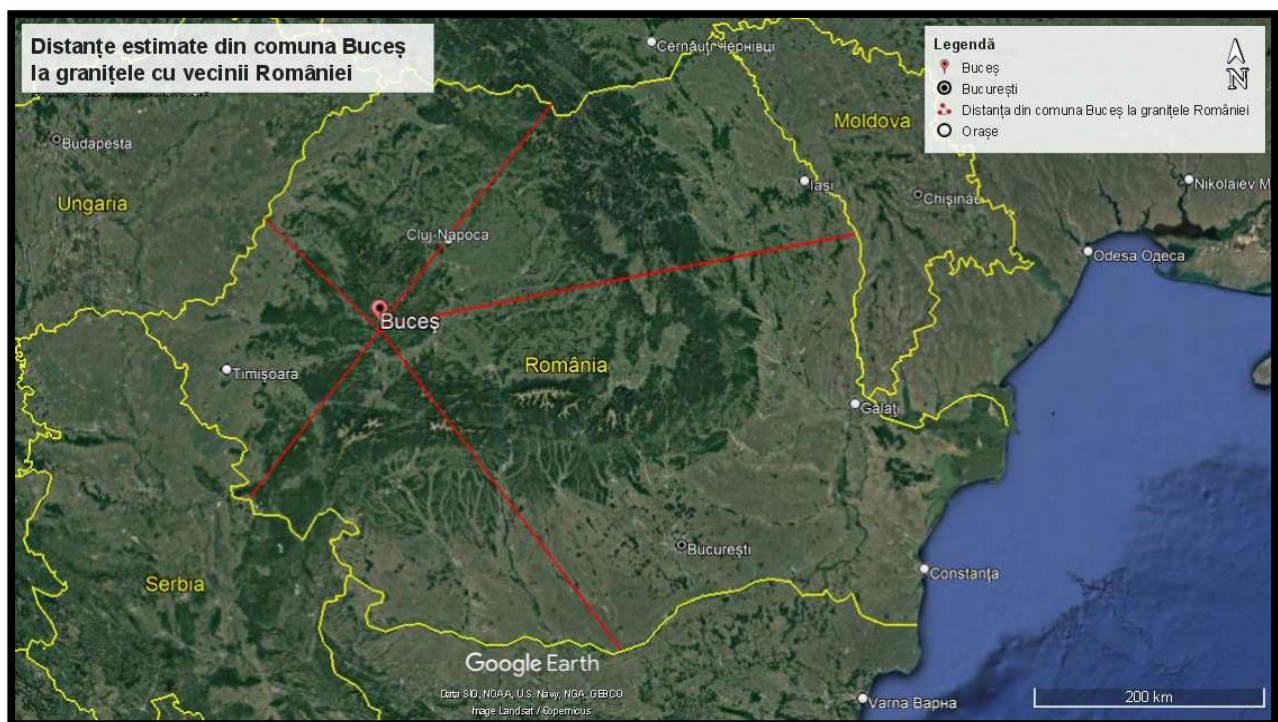 Distanțe estimate din comuna Buceș
la granițele cu vecinii României
Legendă
Buceș
București
Distanța din comuna Buceș la granițele României
Orașe
N
Cernăuți Чернівці
Moldova
Budapesta
Ungaria
Iași
Chișinău
Nikolaiev M
Cluj-Napoca
Odesa Одеса
Buceș
România
Timișoara
Galați
București
Constanța
Serbia
Google Earth
Data SIO, NOAA, U.S. Navy, NGA, GEBCO
Image Landsat / Copernicus
200 km
Varna Варна